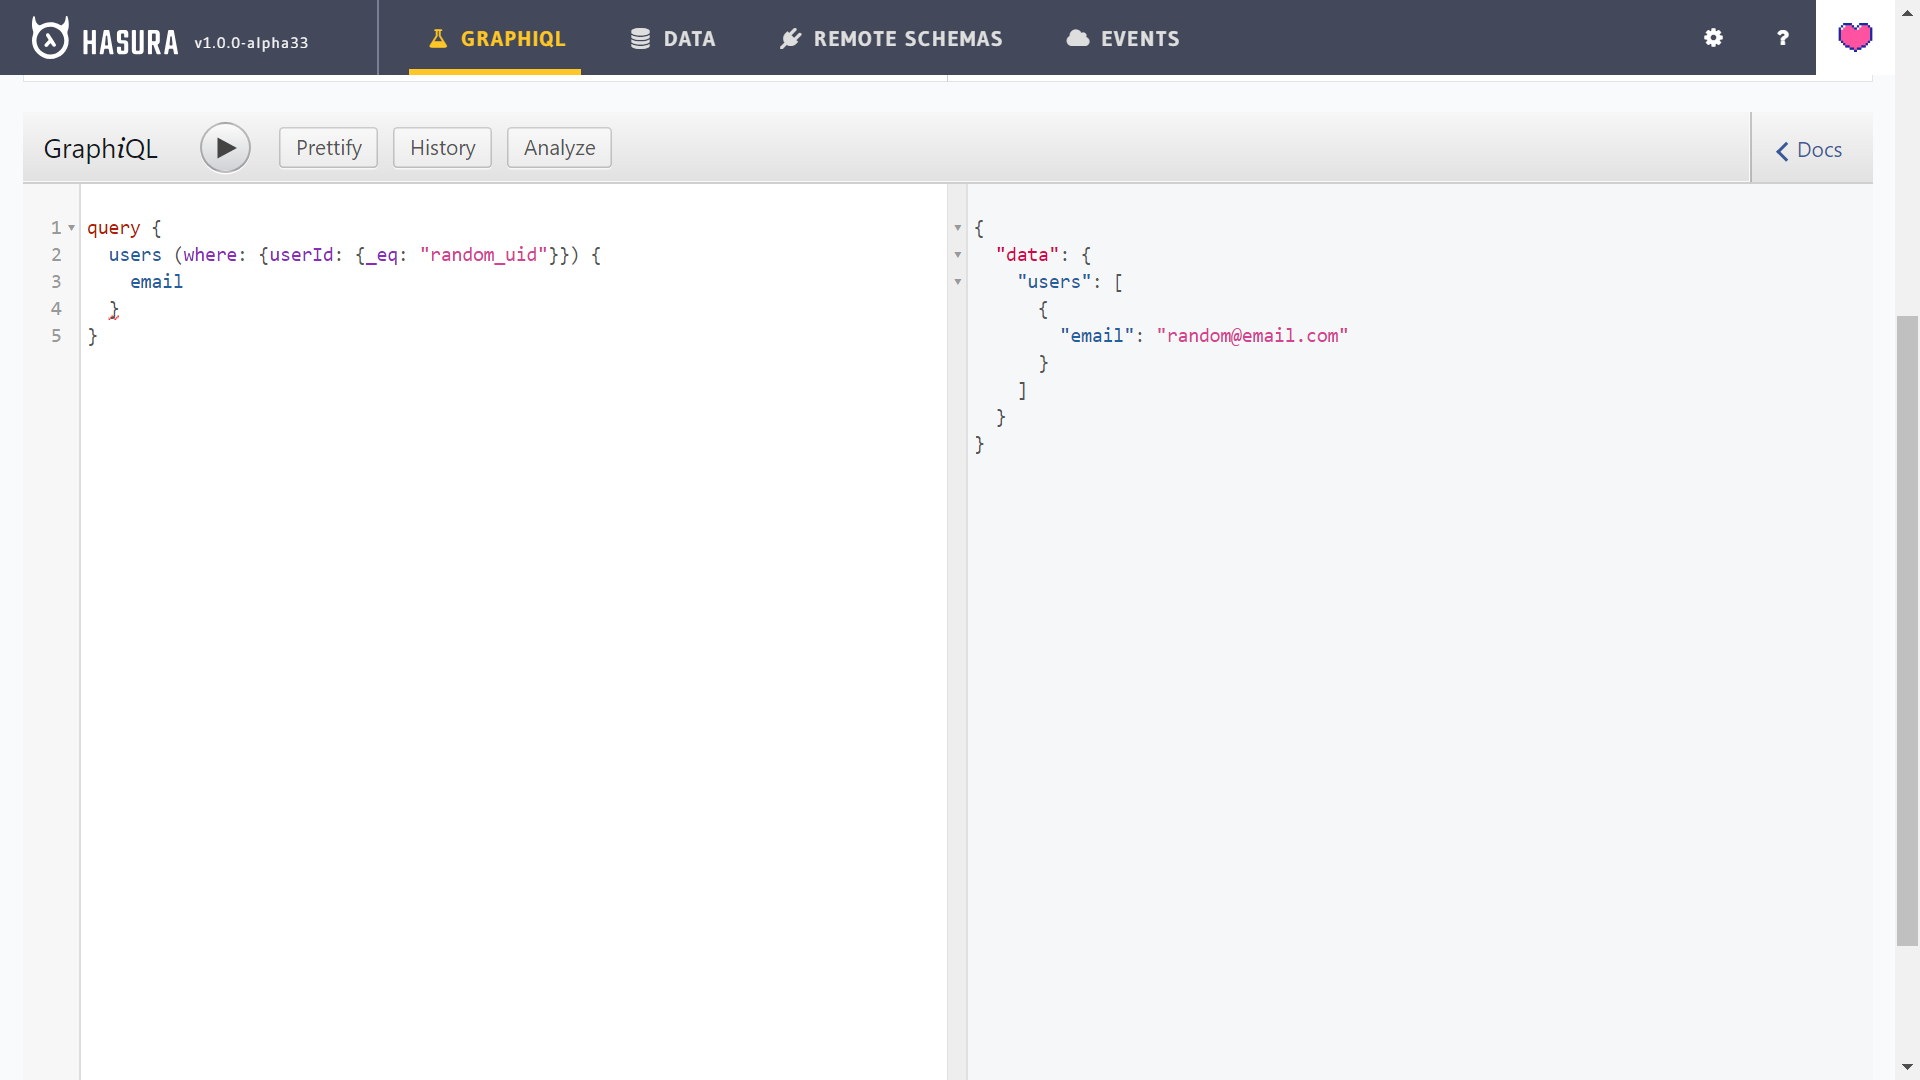 HASURA v1.0.0-alpha33 GRAPHIQL DATA REMOTE SCHEMAS EVENTS ?
GraphiQL Prettify History Analyze Docs
1 query {
2   users (where: {userId: {_eq: "random_uid"}}) {
3     email
4   }
5 }
{
  "data": {
    "users": [
      {
        "email": "random@email.com"
      }
    ]
  }
}